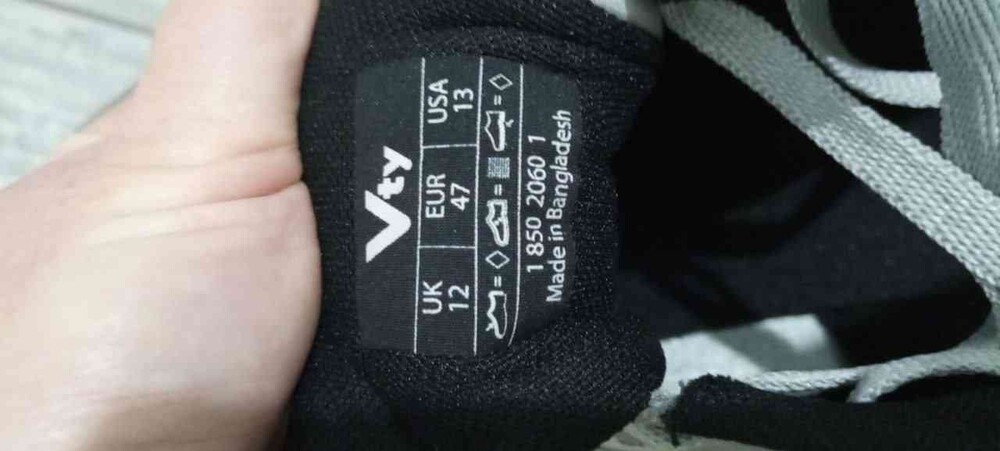 Vty
UK EUR USA
12 47 13
= = =
1 850 2060 1
Made in Bangladesh